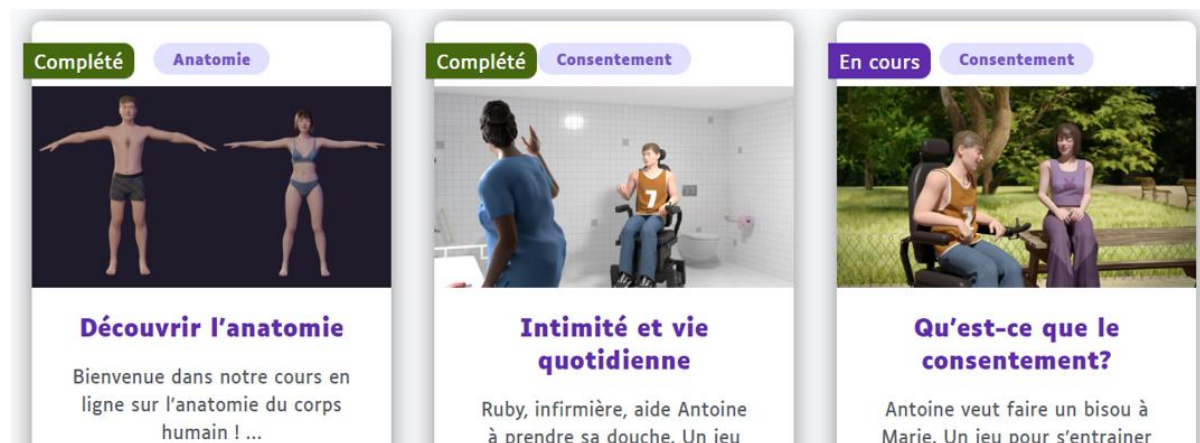 Complété
Anatomie
Découvrir l'anatomie
Bienvenue dans notre cours en
ligne sur l'anatomie du corps
humain ! ...
Complété
Consentement
7
Intimité et vie
quotidienne
Ruby, infirmière, aide Antoine
à prendre sa douche. Un jeu
En cours
Consentement
7
Qu'est-ce que le
consentement?
Antoine veut faire un bisou à
Marie. Un jeu pour s'entrainer